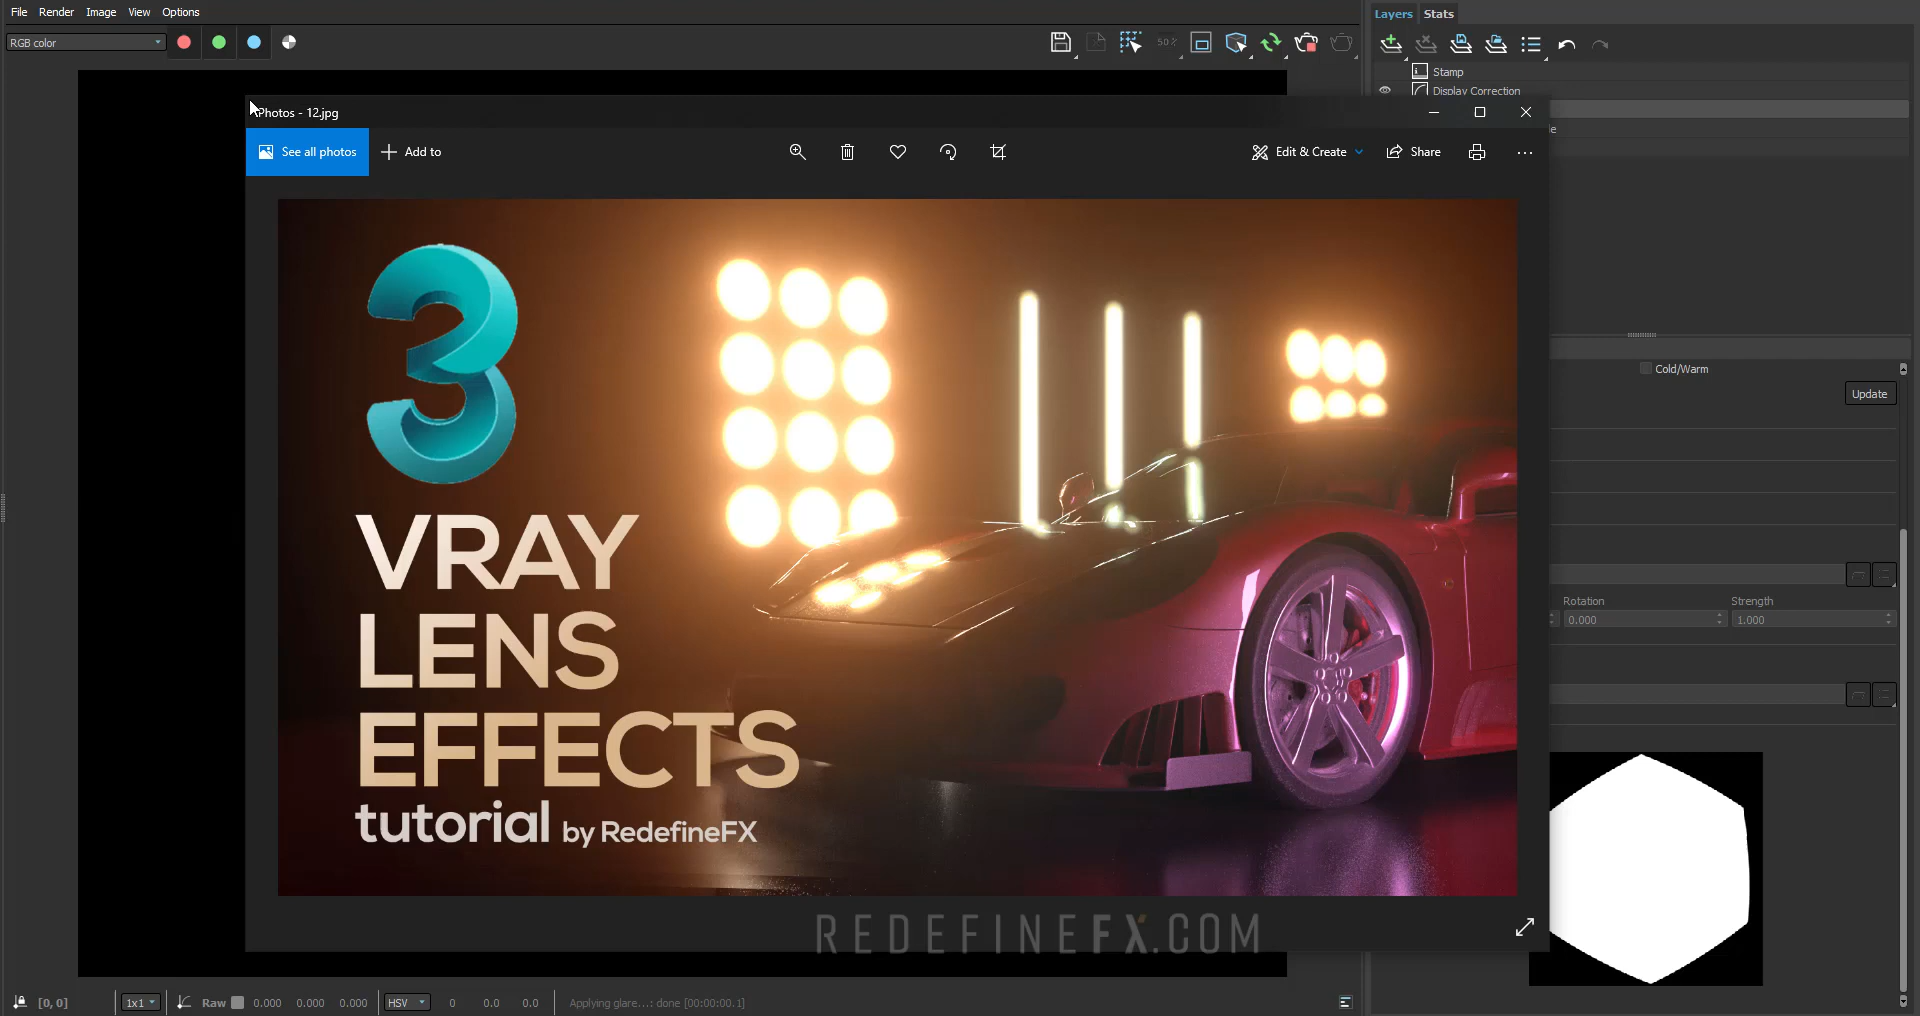 File Render Image View Options
RGB color
50%
Layers Stats
Stamp
Display Correction
Photos - 12.jpg
e
See all photos
Add to
Edit & Create
Share
3
VRAY
LENS
EFFECTS
tutorial by RedefineFX
Cold/Warm
Update
Rotation Strength
0.000 1.000
REDEFINEFX.COM
[0, 0] 1x1 Raw 0.000 0.000 0.000 HSV 0 0.0 0.0 Applying glare...: done [00:00:00.1]